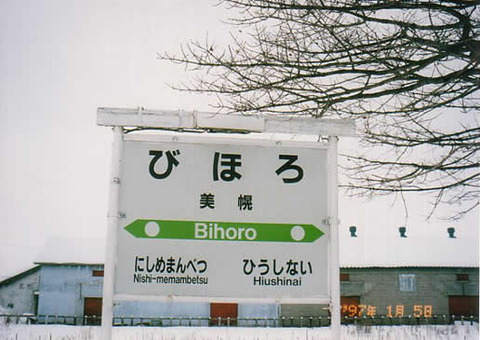 びほろ
美幌
Bihoro
にしめまんべつ ひうしない
Nishi-memambetsu Hiushinai
'97年 1月 5日